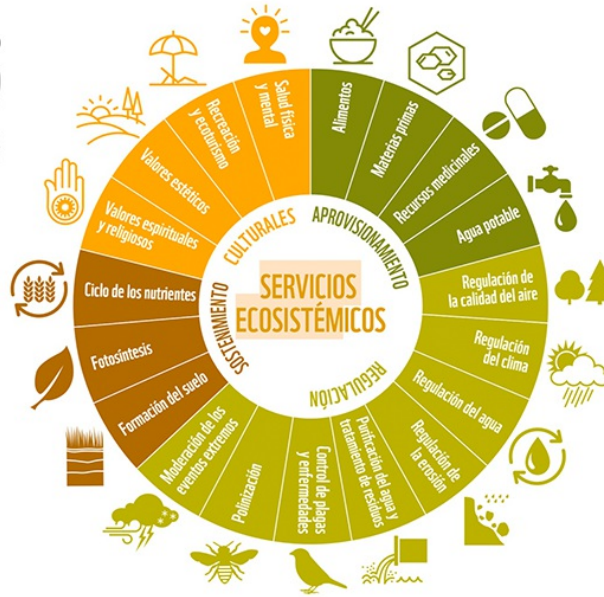 SERVICIOS
ECOSISTÉMICOS
CULTURALES
APROVISIONAMIENTO
REGULACIÓN
SOSTENIMIENTO
Alimentos
Materias primas
Recursos medicinales
Agua potable
Regulación de
la calidad del aire
Regulación
del clima
Regulación del agua
Regulación de
la erosión
Purificación del agua y
tratamiento de residuos
Control de plagas
y enfermedades
Polinización
Moderación de los
eventos extremos
Formación del suelo
Fotosíntesis
Ciclo de los nutrientes
Valores espirituales
y religiosos
Valores estéticos
Recreación
y ecoturismo
Salud física
y mental